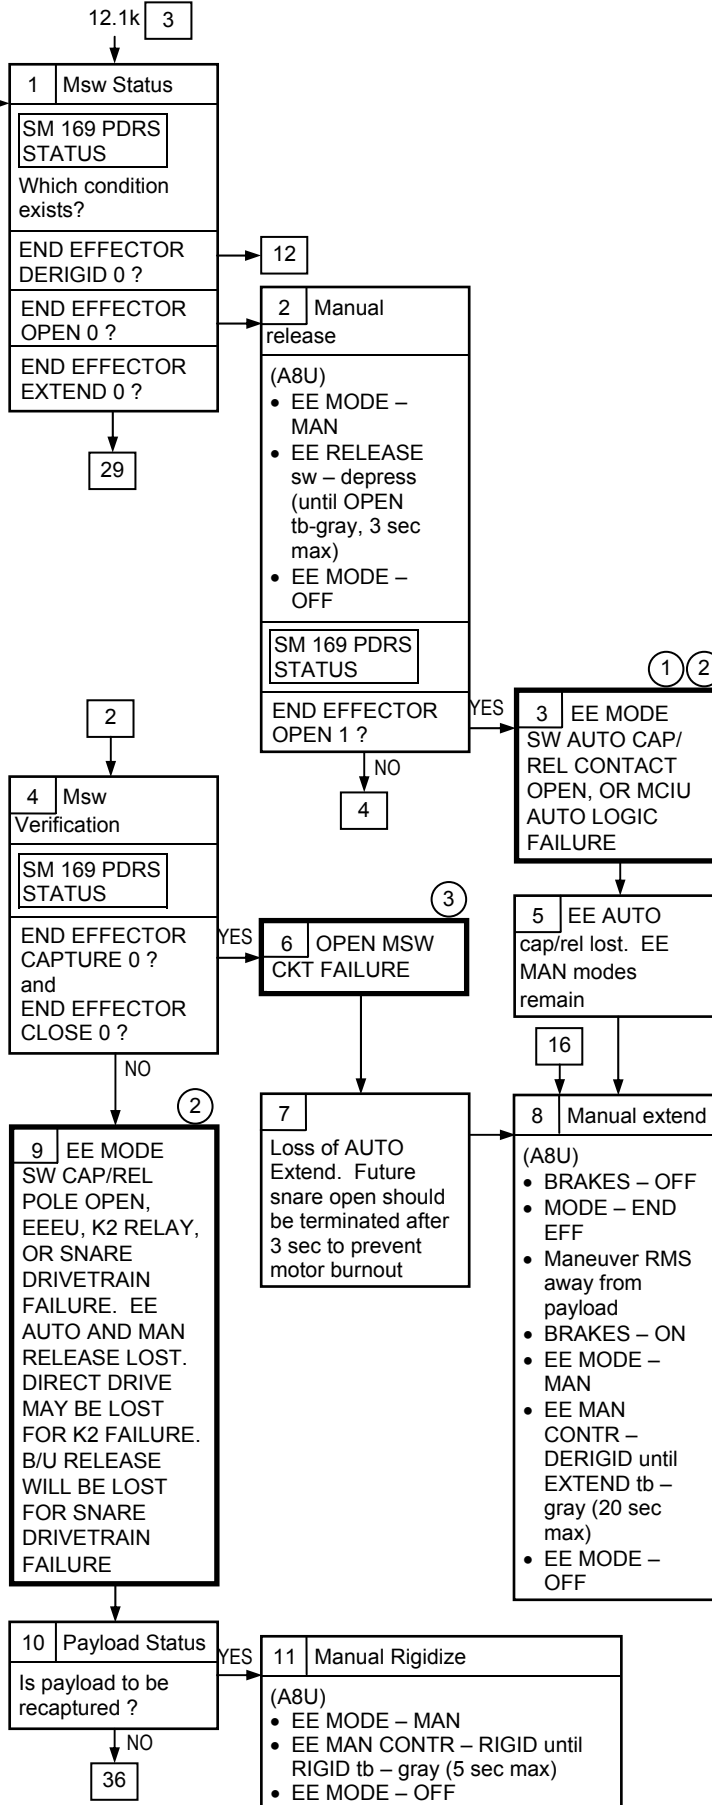 12.1k 3
1 Msw Status
SM 169 PDRS
STATUS
Which condition
exists?
END EFFECTOR
DERIGID 0 ?
END EFFECTOR
OPEN 0 ?
END EFFECTOR
EXTEND 0 ?
12
29
2 Manual
release
(A8U)
• EE MODE –
MAN
• EE RELEASE
sw – depress
(until OPEN
tb-gray, 3 sec
max)
• EE MODE –
OFF
SM 169 PDRS
STATUS
END EFFECTOR
OPEN 1 ?
YES
NO
4
1 2
3 EE MODE
SW AUTO CAP/
REL CONTACT
OPEN, OR MCIU
AUTO LOGIC
FAILURE
2
4 Msw
Verification
SM 169 PDRS
STATUS
END EFFECTOR
CAPTURE 0 ?
and
END EFFECTOR
CLOSE 0 ?
YES
NO
3
6 OPEN MSW
CKT FAILURE
5 EE AUTO
cap/rel lost. EE
MAN modes
remain
16
7
Loss of AUTO
Extend. Future
snare open should
be terminated after
3 sec to prevent
motor burnout
8 Manual extend
(A8U)
• BRAKES – OFF
• MODE – END
EFF
• Maneuver RMS
away from
payload
• BRAKES – ON
• EE MODE –
MAN
• EE MAN
CONTR –
DERIGID until
EXTEND tb –
gray (20 sec
max)
• EE MODE –
OFF
2
9 EE MODE
SW CAP/REL
POLE OPEN,
EEEU, K2 RELAY,
OR SNARE
DRIVETRAIN
FAILURE. EE
AUTO AND MAN
RELEASE LOST.
DIRECT DRIVE
MAY BE LOST
FOR K2 FAILURE.
B/U RELEASE
WILL BE LOST
FOR SNARE
DRIVETRAIN
FAILURE
10 Payload Status
Is payload to be
recaptured ?
YES
NO
36
11 Manual Rigidize
(A8U)
• EE MODE – MAN
• EE MAN CONTR – RIGID until
RIGID tb – gray (5 sec max)
• EE MODE – OFF